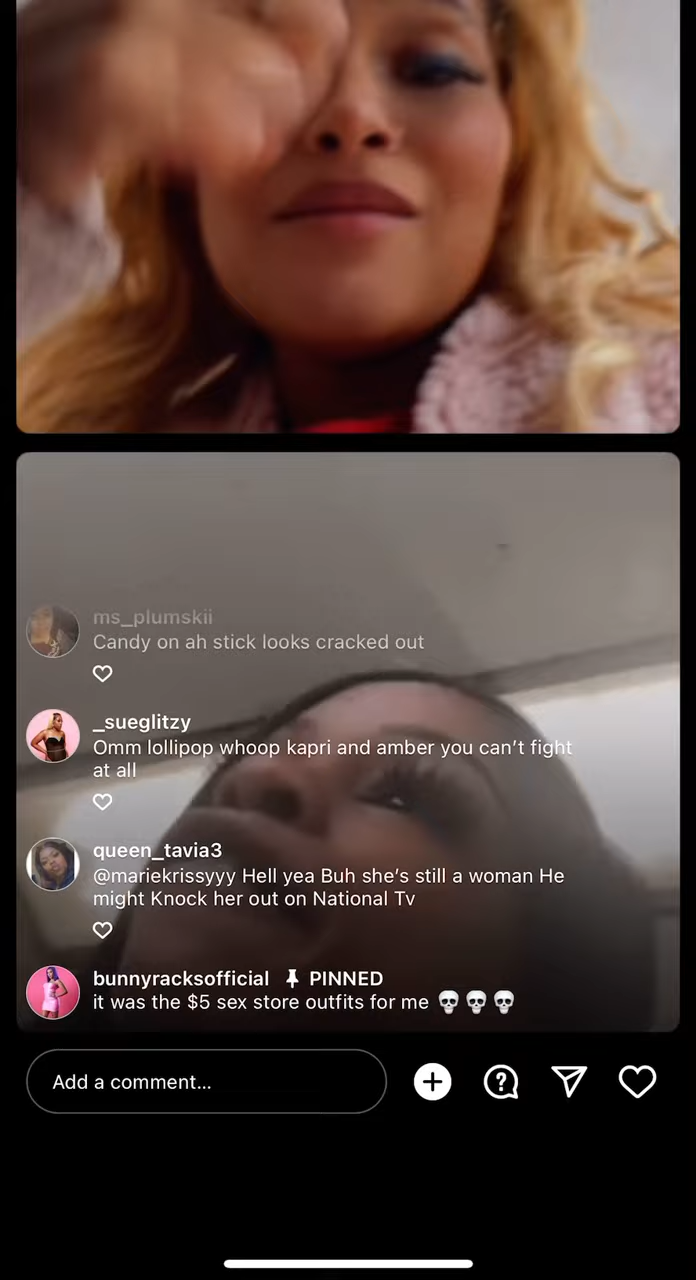 ms_plumskii
Candy on ah stick looks cracked out
_sueglitzy
Omm lollipop whoop kapri and amber you can’t fight
at all
queen_tavia3
@mariekrissyyy Hell yea Buh she’s still a woman He
might Knock her out on National Tv
bunnyracksofficial PINNED
it was the $5 sex store outfits for me 💀💀💀
Add a comment...